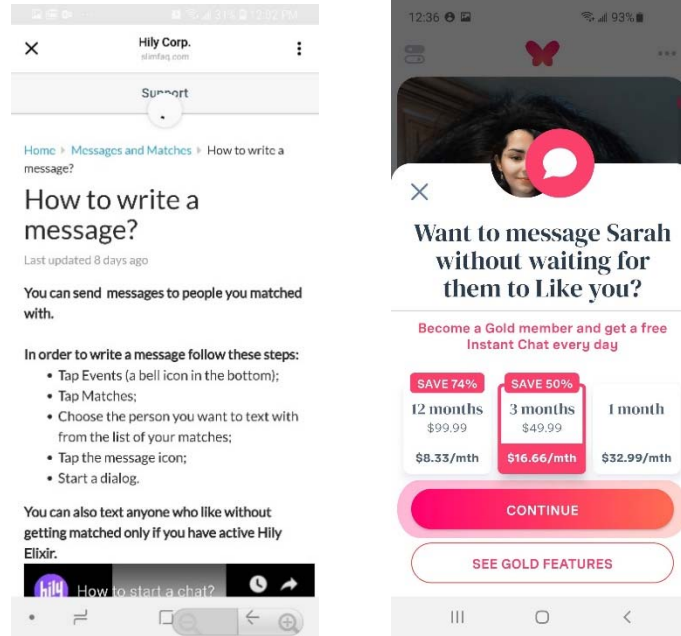 31% 12:32 PM
Hily Corp.
slimfaq.com
Support
Home ▸ Messages and Matches ▸ How to write a
message?
How to write a
message?
Last updated 8 days ago
You can send messages to people you matched
with.
In order to write a message follow these steps:
• Tap Events (a bell icon in the bottom);
• Tap Matches;
• Choose the person you want to text with
from the list of your matches;
• Tap the message icon;
• Start a dialog.
You can also text anyone who like without
getting matched only if you have active Hily
Elixir.
hily How to start a chat?
12:36 93%
Want to message Sarah
without waiting for
them to Like you?
Become a Gold member and get a free
Instant Chat every day
SAVE 74% SAVE 50%
12 months 3 months 1 month
$99.99 $49.99
$8.33/mth $16.66/mth $32.99/mth
CONTINUE
SEE GOLD FEATURES